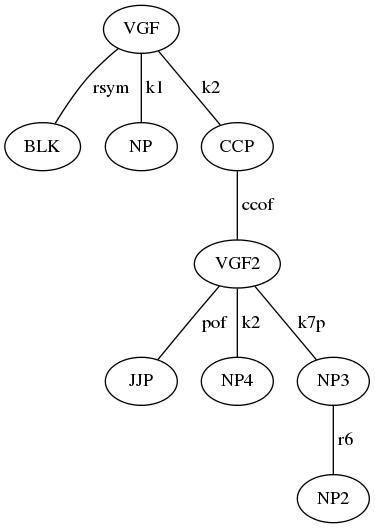 VGF
rsym k1 k2
BLK NP CCP
ccof
VGF2
pof k2 k7p
JJP NP4 NP3
r6
NP2